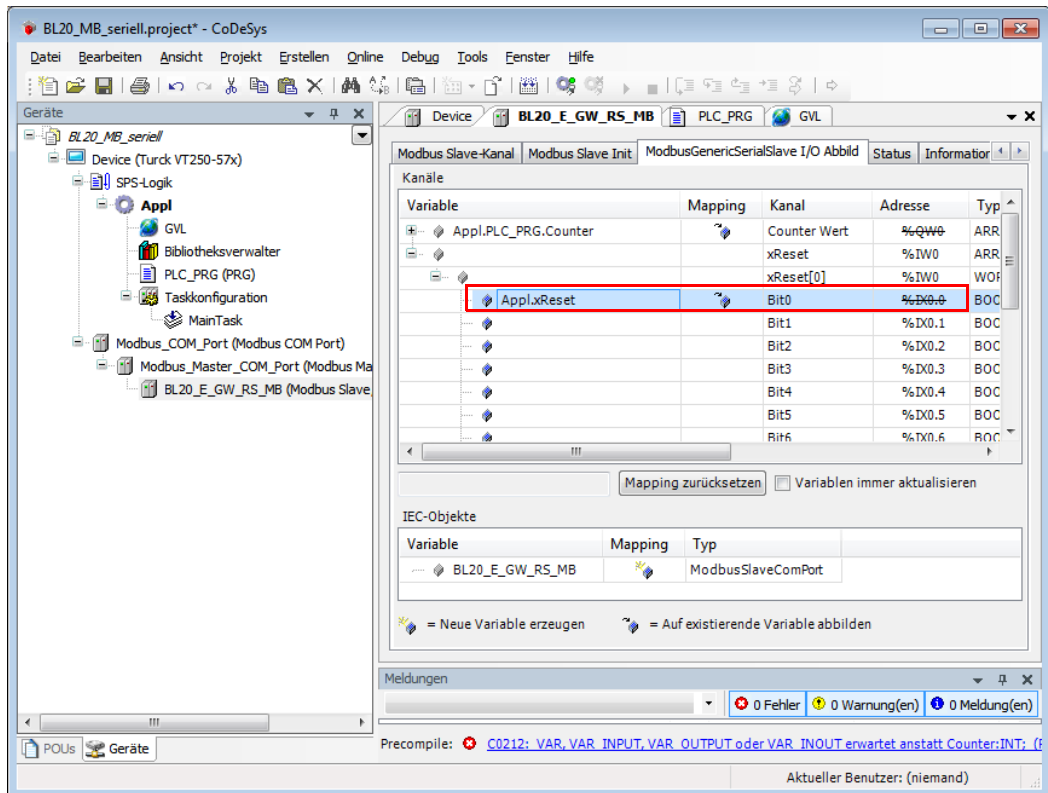 BL20_MB_seriell.project* - CoDeSys
Datei Bearbeiten Ansicht Projekt Erstellen Online Debug Tools Fenster Hilfe
Geräte
BL20_MB_seriell
Device (Turck VT250-57x)
SPS-Logik
Appl
GVL
Bibliotheksverwalter
PLC_PRG (PRG)
Taskkonfiguration
MainTask
Modbus_COM_Port (Modbus COM Port)
Modbus_Master_COM_Port (Modbus Ma
BL20_E_GW_RS_MB (Modbus Slave,
POUs Geräte
Device BL20_E_GW_RS_MB PLC_PRG GVL
Modbus Slave-Kanal Modbus Slave Init ModbusGenericSerialSlave I/O Abbild Status Information
Kanäle
Variable Mapping Kanal Adresse Typ
Appl.PLC_PRG.Counter Counter Wert %QW0 ARR
xReset %IW0 ARR
xReset[0] %IW0 WOR
Appl.xReset Bit0 %IX0.0 BOO
Bit1 %IX0.1 BOO
Bit2 %IX0.2 BOO
Bit3 %IX0.3 BOO
Bit4 %IX0.4 BOO
Bit5 %IX0.5 BOO
Bit6 %IX0.6 BOO
Mapping zurücksetzen Variablen immer aktualisieren
IEC-Objekte
Variable Mapping Typ
BL20_E_GW_RS_MB ModbusSlaveComPort
= Neue Variable erzeugen = Auf existierende Variable abbilden
Meldungen
0 Fehler 0 Warnung(en) 0 Meldung(en)
Precompile: C0212: VAR, VAR_INPUT, VAR_OUTPUT oder VAR_INOUT erwartet anstatt Counter:INT; (
Aktueller Benutzer: (niemand)